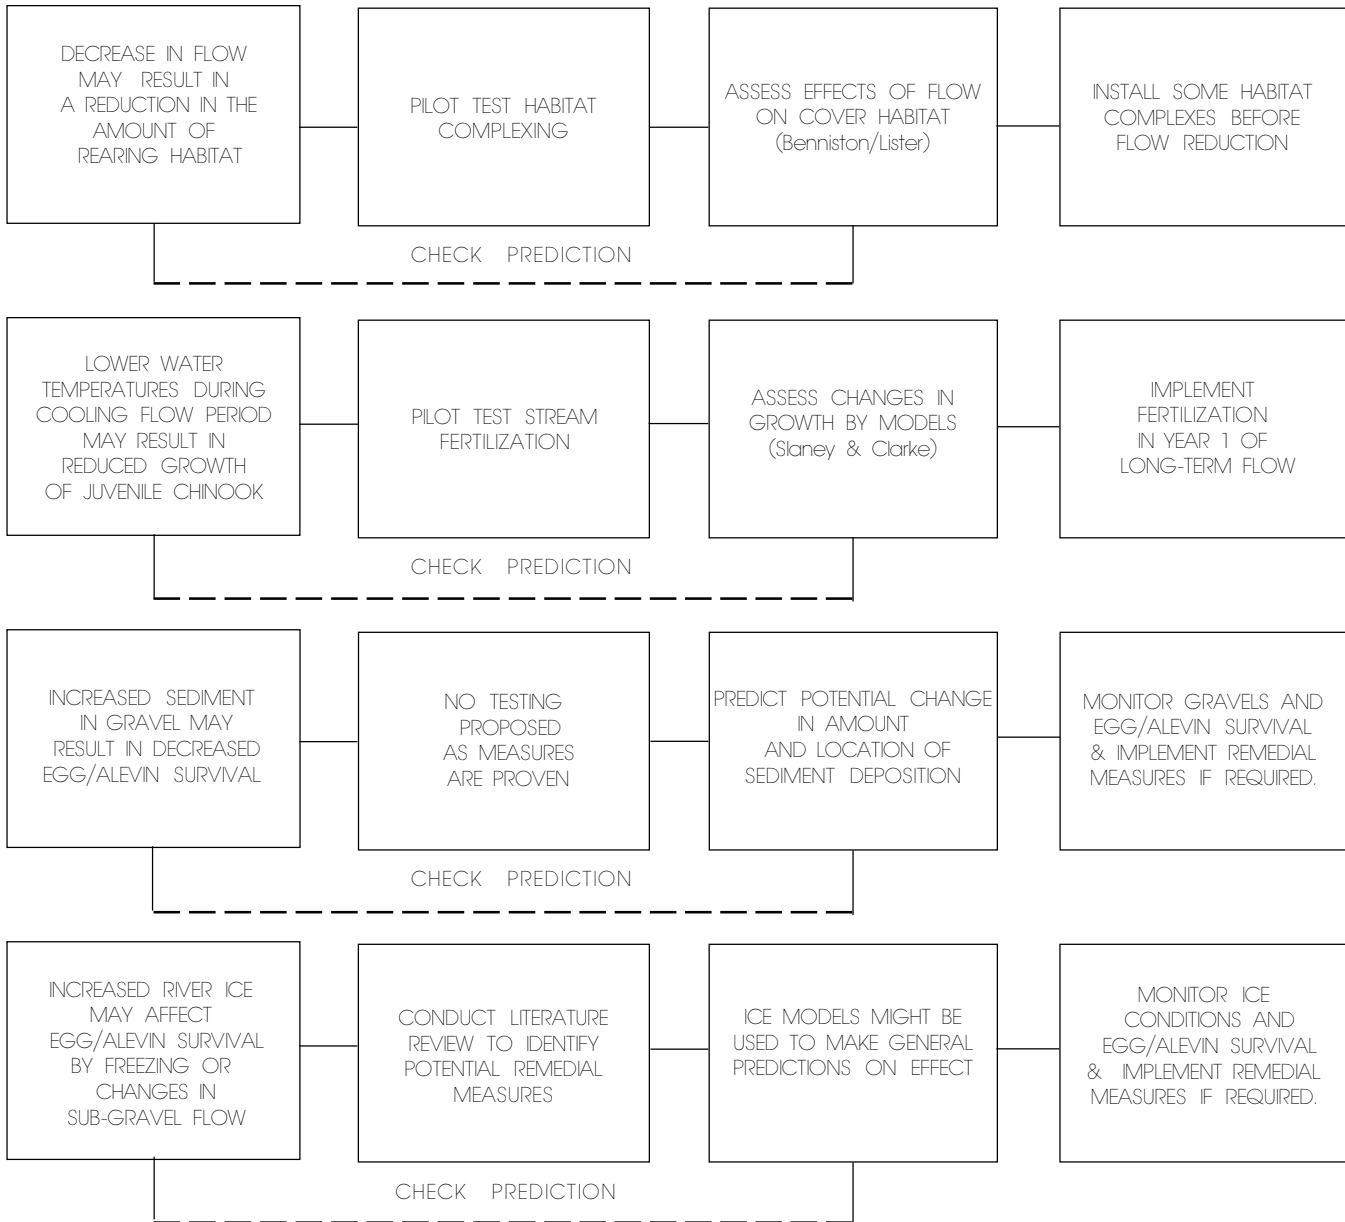 DECREASE IN FLOW
MAY RESULT IN
A REDUCTION IN THE
AMOUNT OF
REARING HABITAT
PILOT TEST HABITAT
COMPLEXING
ASSESS EFFECTS OF FLOW
ON COVER HABITAT
(Benniston/Lister)
INSTALL SOME HABITAT
COMPLEXES BEFORE
FLOW REDUCTION
CHECK PREDICTION
LOWER WATER
TEMPERATURES DURING
COOLING FLOW PERIOD
MAY RESULT IN
REDUCED GROWTH
OF JUVENILE CHINOOK
PILOT TEST STREAM
FERTILIZATION
ASSESS CHANGES IN
GROWTH BY MODELS
(Slaney & Clarke)
IMPLEMENT
FERTILIZATION
IN YEAR 1 OF
LONG-TERM FLOW
CHECK PREDICTION
INCREASED SEDIMENT
IN GRAVEL MAY
RESULT IN DECREASED
EGG/ALEVIN SURVIVAL
NO TESTING
PROPOSED
AS MEASURES
ARE PROVEN
PREDICT POTENTIAL CHANGE
IN AMOUNT
AND LOCATION OF
SEDIMENT DEPOSITION
MONITOR GRAVELS AND
EGG/ALEVIN SURVIVAL
& IMPLEMENT REMEDIAL
MEASURES IF REQUIRED.
CHECK PREDICTION
INCREASED RIVER ICE
MAY AFFECT
EGG/ALEVIN SURVIVAL
BY FREEZING OR
CHANGES IN
SUB-GRAVEL FLOW
CONDUCT LITERATURE
REVIEW TO IDENTIFY
POTENTIAL REMEDIAL
MEASURES
ICE MODELS MIGHT BE
USED TO MAKE GENERAL
PREDICTIONS ON EFFECT
MONITOR ICE
CONDITIONS AND
EGG/ALEVIN SURVIVAL
& IMPLEMENT REMEDIAL
MEASURES IF REQUIRED.
CHECK PREDICTION